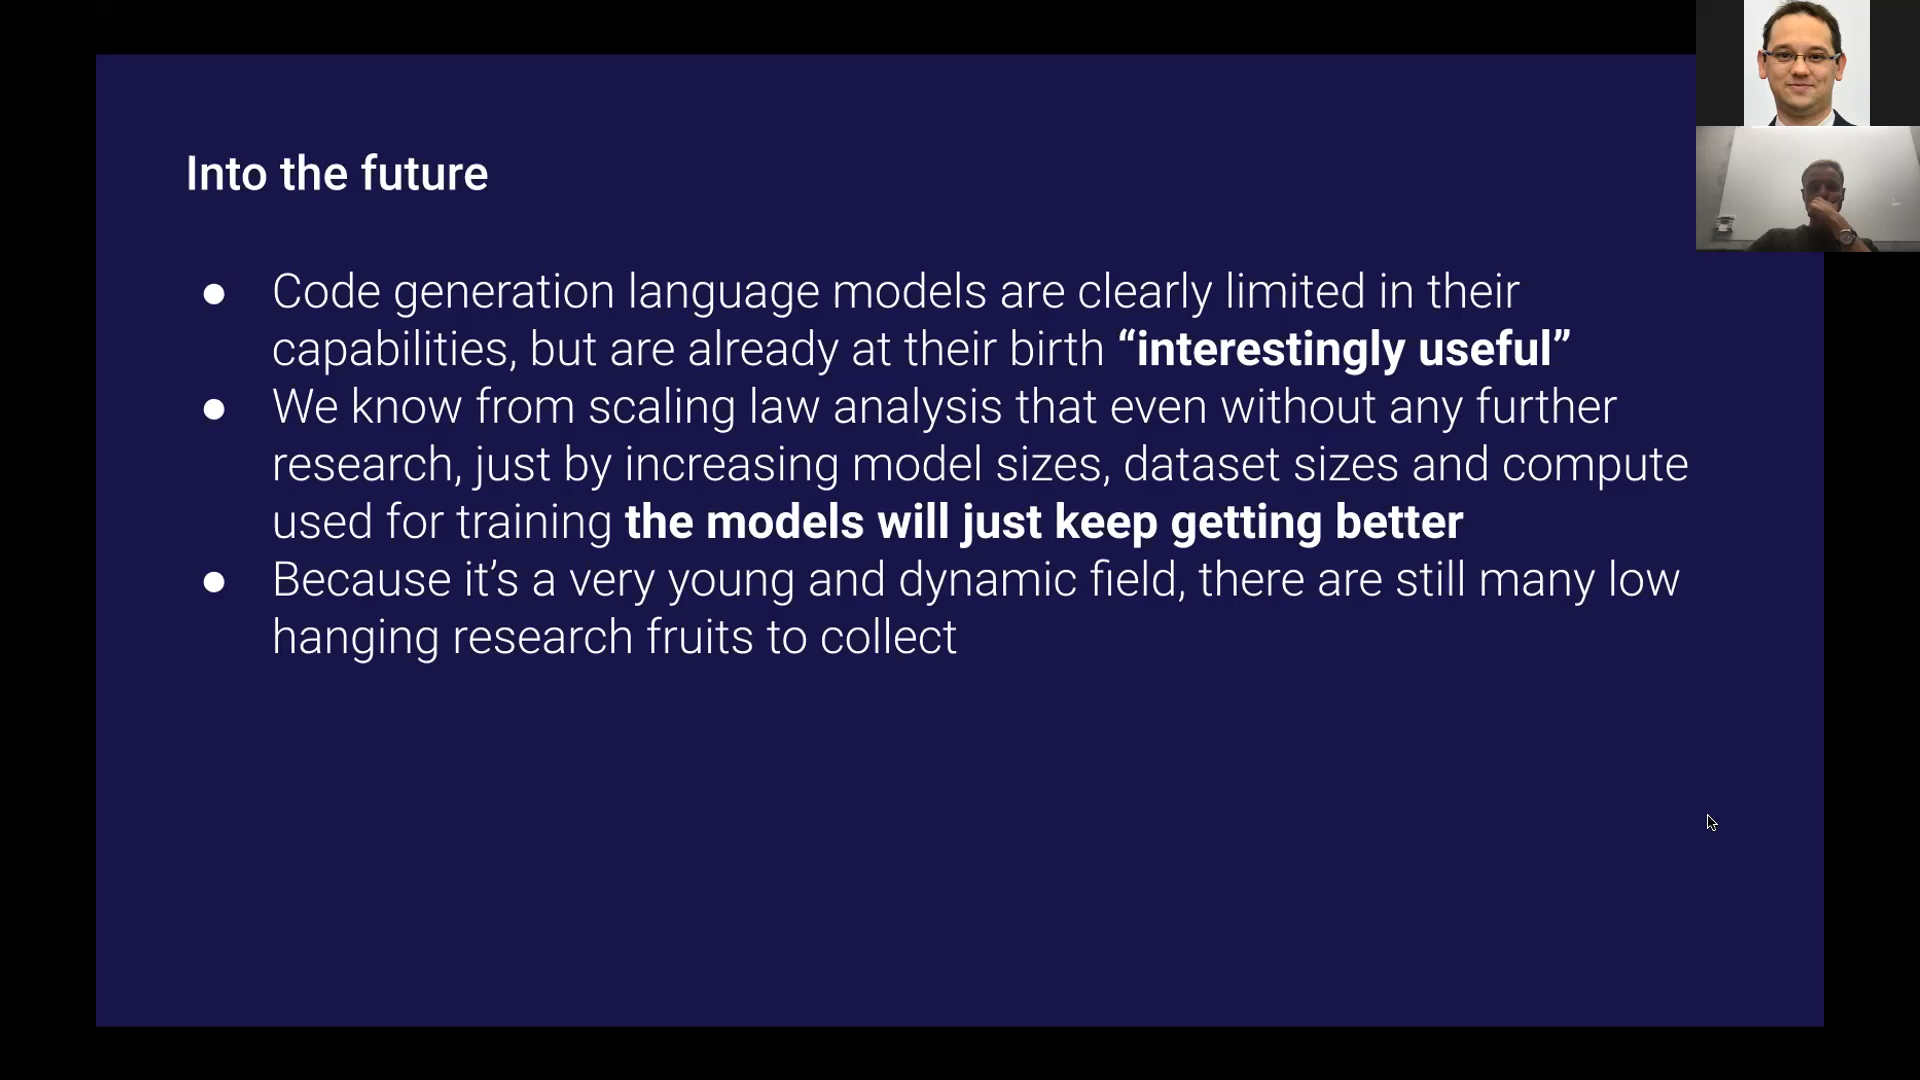 Into the future
● Code generation language models are clearly limited in their
capabilities, but are already at their birth “interestingly useful”
● We know from scaling law analysis that even without any further
research, just by increasing model sizes, dataset sizes and compute
used for training the models will just keep getting better
● Because it’s a very young and dynamic field, there are still many low
hanging research fruits to collect